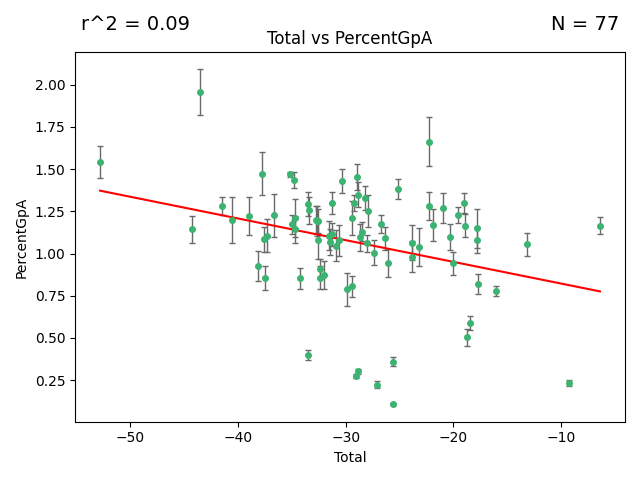 r^2 = 0.09
N = 77
Total vs PercentGpA
PercentGpA
2.00
1.75
1.50
1.25
1.00
0.75
0.50
0.25
−50
−40
−30
−20
−10
Total